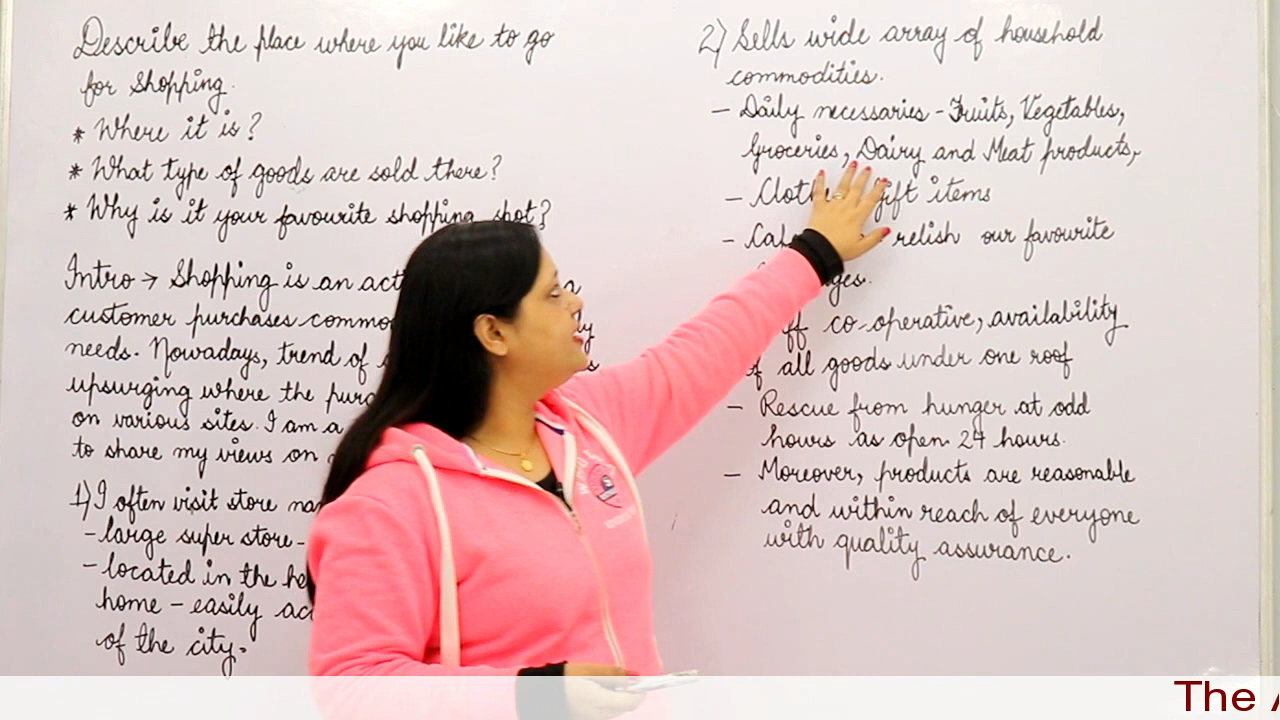 Describe the place where you like to go
for Shopping.
* Where it is?
* What type of goods are sold there?
* Why is it your favourite shopping spot?
Intro → Shopping is an act
customer purchases commo
needs. Nowadays, trend of
upsurging where the purc
on various sites. I am a
to share my views on
1) I often visit store nam
- large super store -
- located in the he
home - easily acc
of the city.
2) Sells wide array of household
commodities.
- Daily necessaries - Fruits, Vegetables,
Groceries, Dairy and Meat products,
- Cloth gift items
- relish our favourite
co-operative, availability
of all goods under one roof
- Rescue from hunger at odd
hours as open 24 hours.
- Moreover, products are reasonable
and within reach of everyone
with quality assurance.
The A